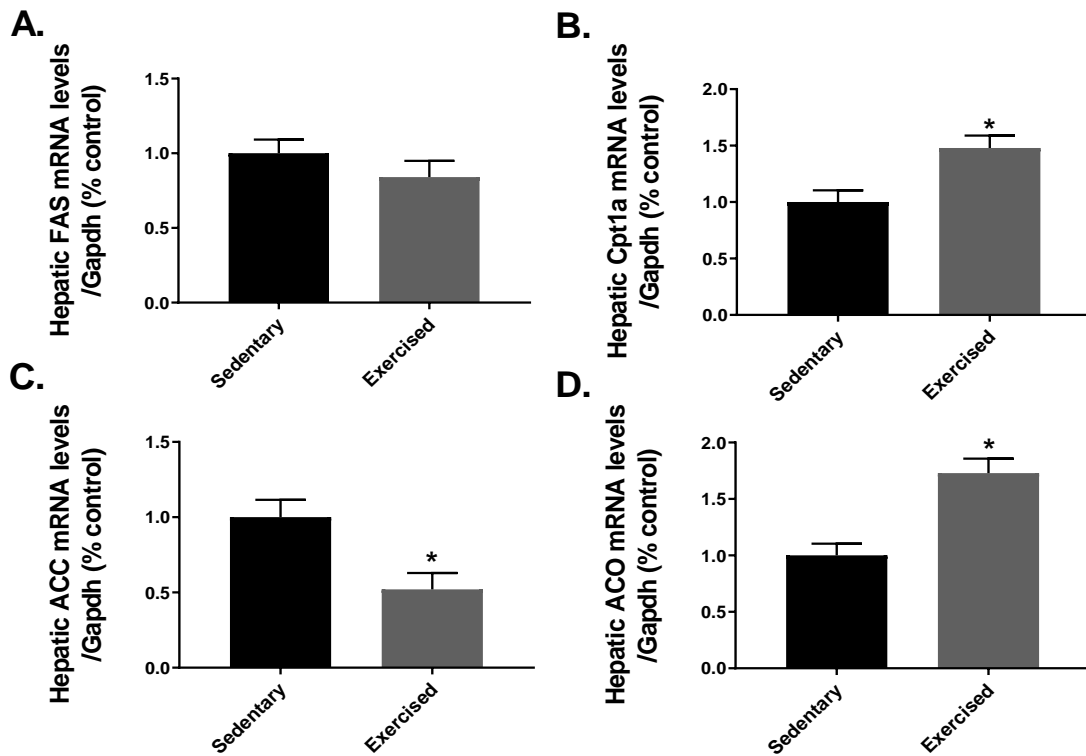 A.
Hepatic FAS mRNA levels
/Gapdh (% control)
1.5
1.0
0.5
0.0
Sedentary
Exercised
B.
Hepatic Cpt1a mRNA levels
/Gapdh (% control)
2.0
1.5
1.0
0.5
0.0
*
Sedentary
Exercised
C.
Hepatic ACC mRNA levels
/Gapdh (% control)
1.5
1.0
0.5
0.0
*
Sedentary
Exercised
D.
Hepatic ACO mRNA levels
/Gapdh (% control)
2.0
1.5
1.0
0.5
0.0
*
Sedentary
Exercised